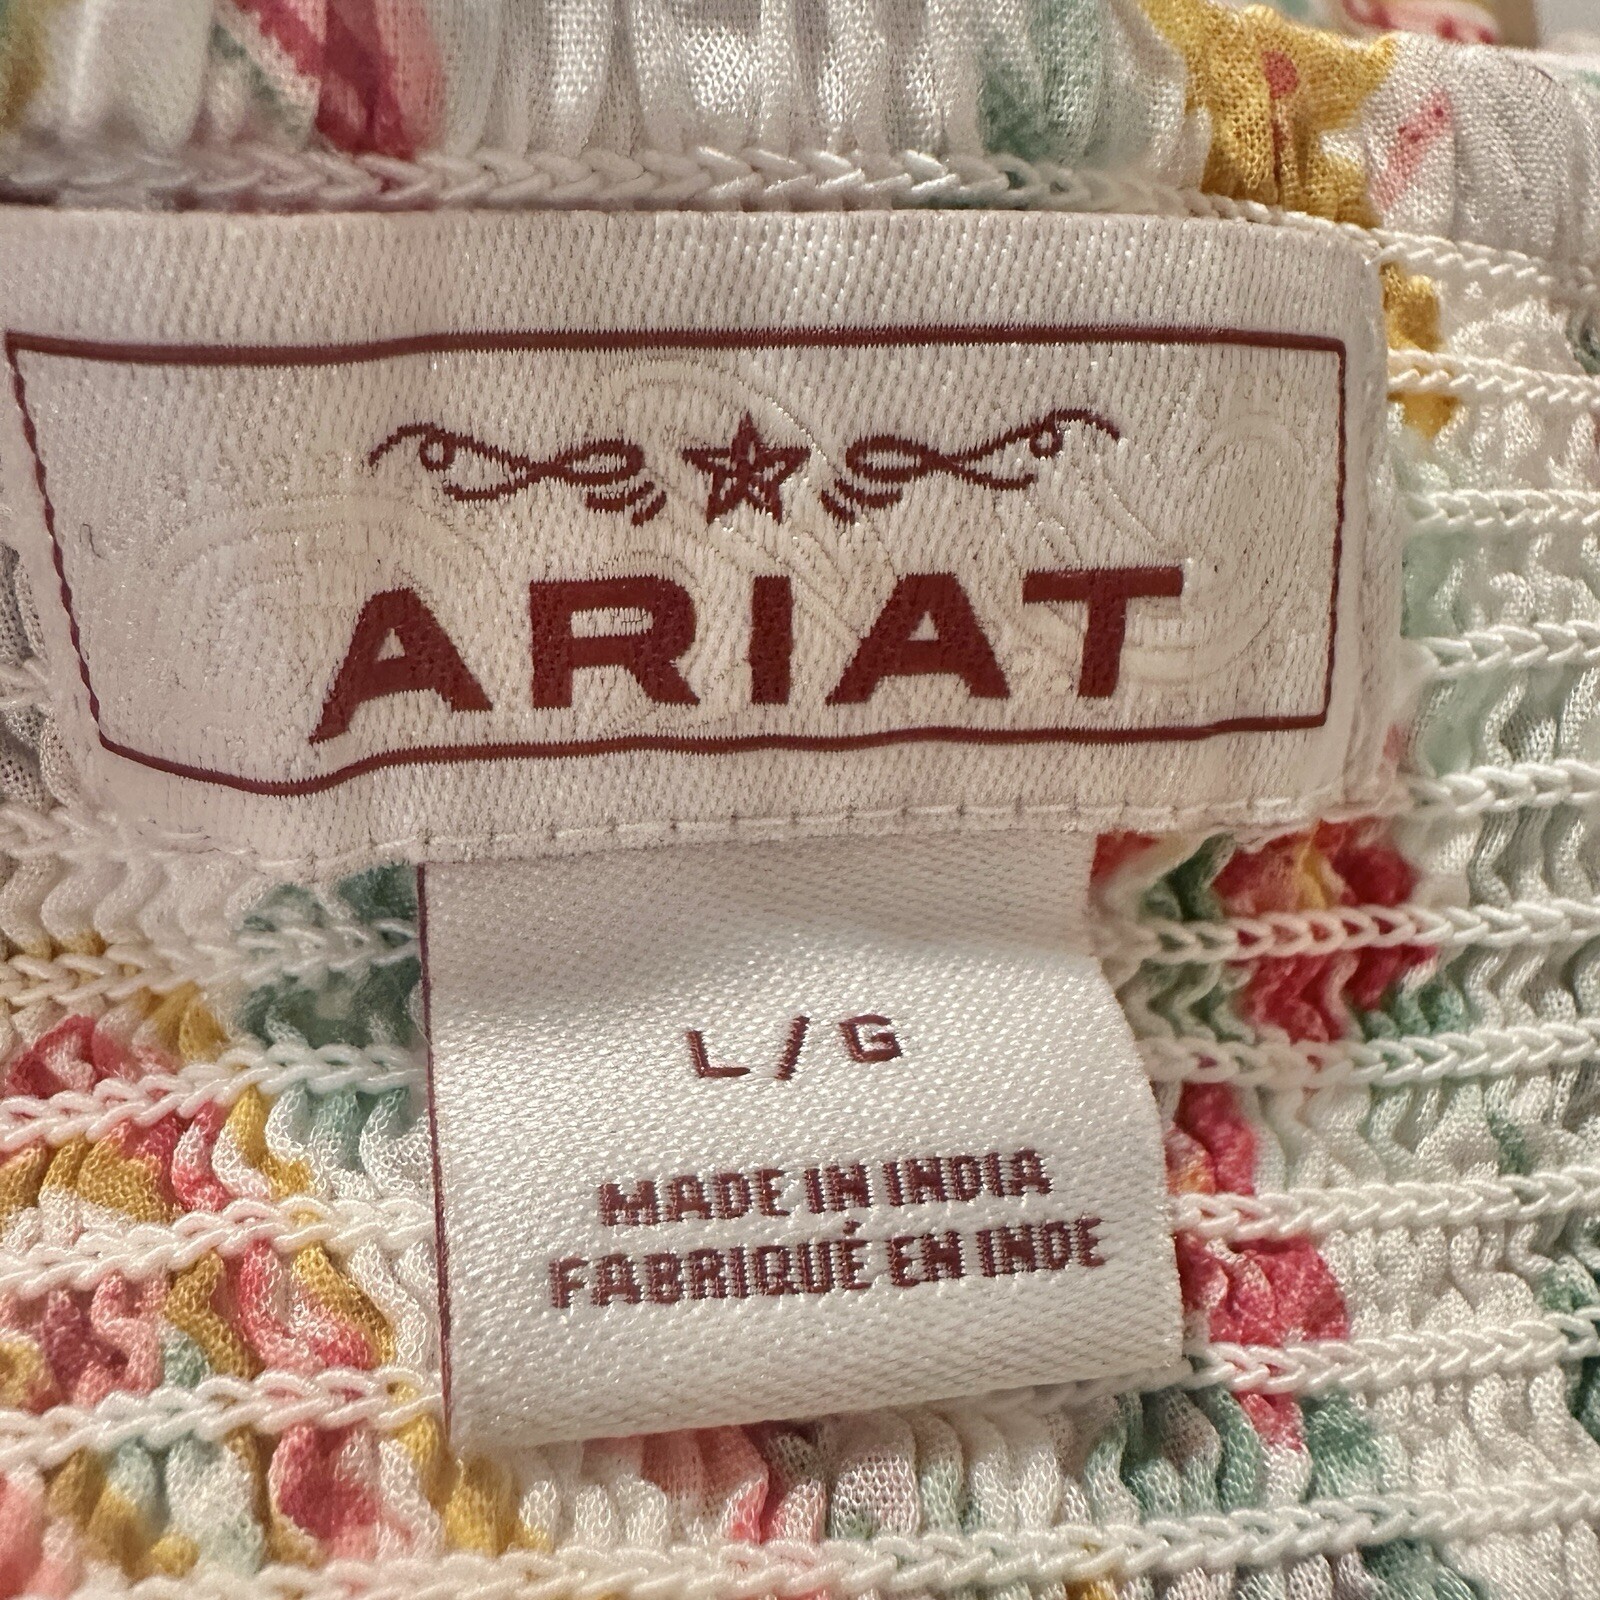 ARIAT
L/G
MADE IN INDIA
FABRIQUÉ EN INDE